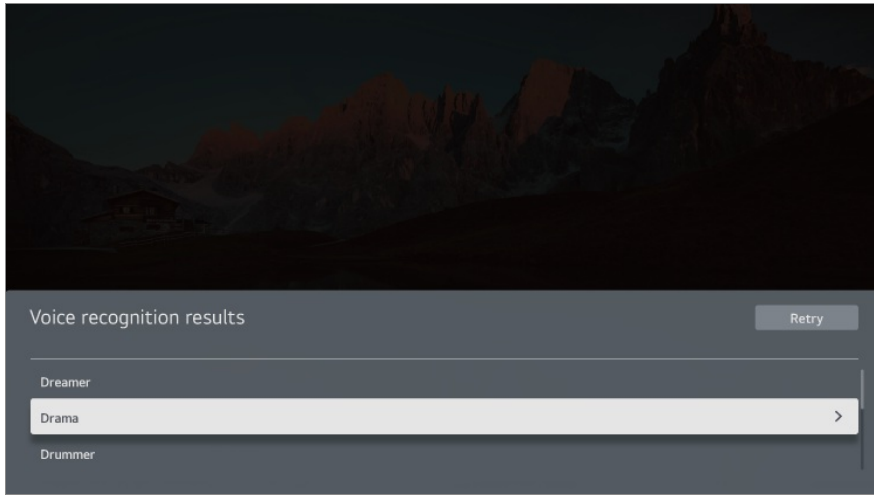 Voice recognition results
Retry
Dreamer
Drama
Drummer